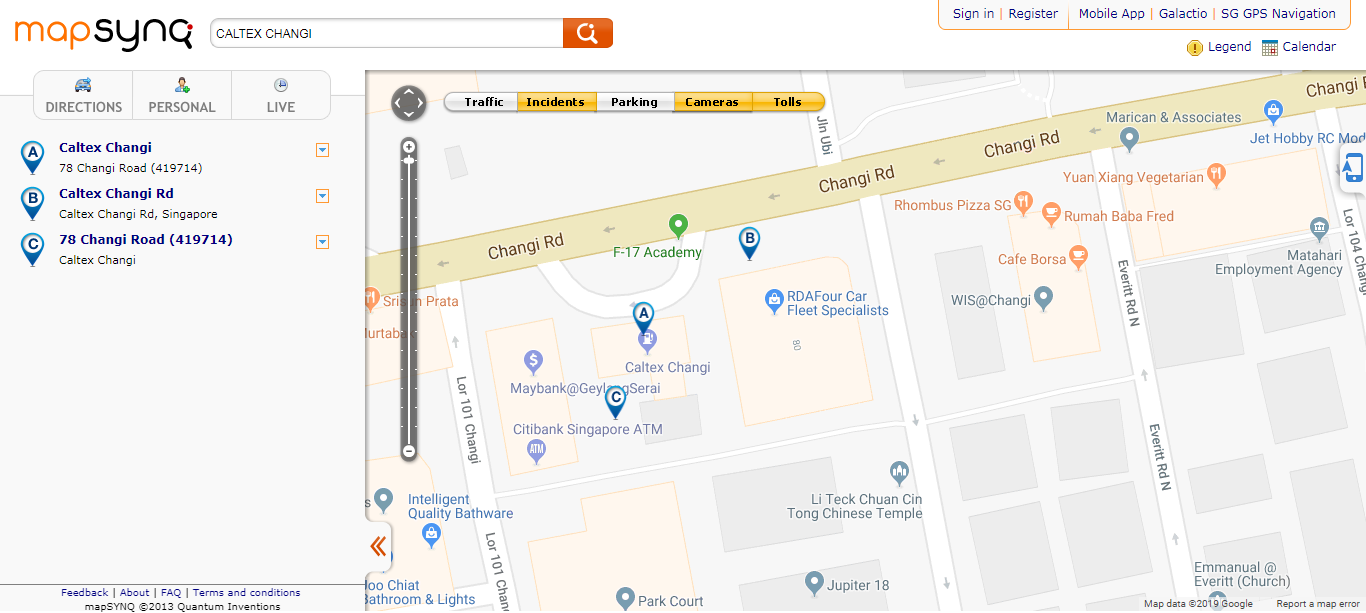 mapsynq
CALTEX CHANGI
Sign in | Register | Mobile App | Galactio | SG GPS Navigation
Legend Calendar
DIRECTIONS PERSONAL LIVE
A Caltex Changi
78 Changi Road (419714)
B Caltex Changi Rd
Caltex Changi Rd, Singapore
C 78 Changi Road (419714)
Caltex Changi
Traffic Incidents Parking Cameras Tolls
Jln Ubi
Changi Rd
Changi Rd
Changi Rd
Marican & Associates
Jet Hobby RC Mod
Yuan Xiang Vegetarian
Rhombus Pizza SG
Rumah Baba Fred
Cafe Borsa
WIS@Changi
Matahari
Employment Agency
Lor 104 Changi
Everitt Rd N
F-17 Academy
B
RDAFour Car
Fleet Specialists
80
A
Caltex Changi
Maybank@GeylangSerai
C
Citibank Singapore ATM
ATM
Prata
Lor 101 Changi
Lor 101 Changi
Everitt Rd N
Intelligent
Quality Bathware
Li Teck Chuan Cin
Tong Chinese Temple
Hoo Chiat
Bathroom & Lights
Park Court
Jupiter 18
Emmanual @
Everitt (Church)
Feedback | About | FAQ | Terms and conditions
mapSYNQ ©2013 Quantum Inventions
Map data ©2019 Google Report a map error